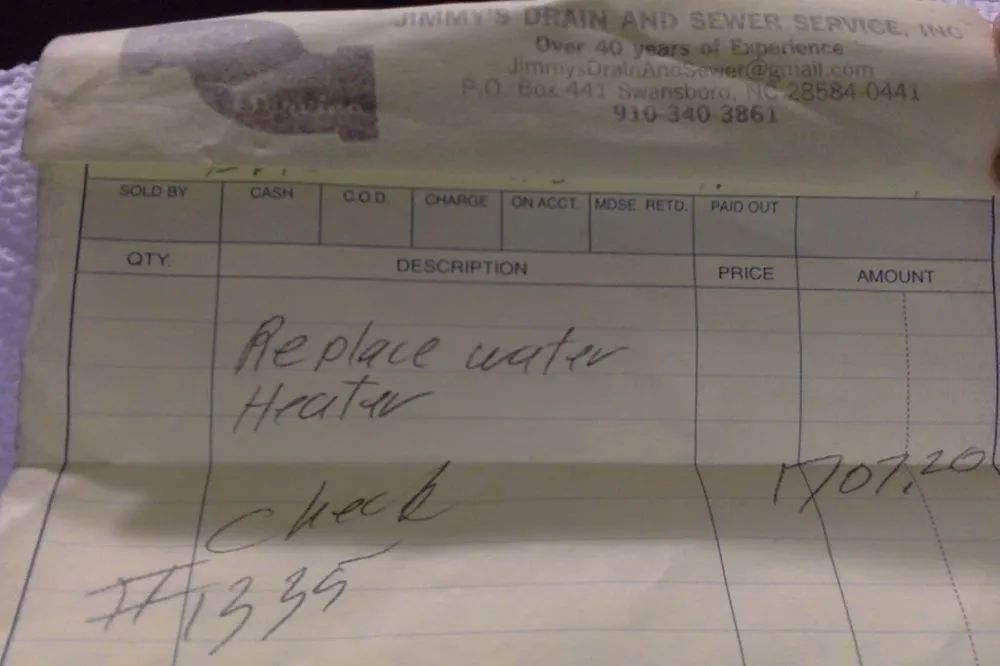 JIMMY'S DRAIN AND SEWER SERVICE, INC
Over 40 years of Experience
JimmysDrainAndSewer@gmail.com
P.O. Box 441 Swansboro, NC 28584-0441
910-340-3861
SOLD BY CASH C.O.D. CHARGE ON ACCT. MDSE. RETD. PAID OUT
QTY. DESCRIPTION PRICE AMOUNT
Replace water
Heater
1707.20
Check
#1335